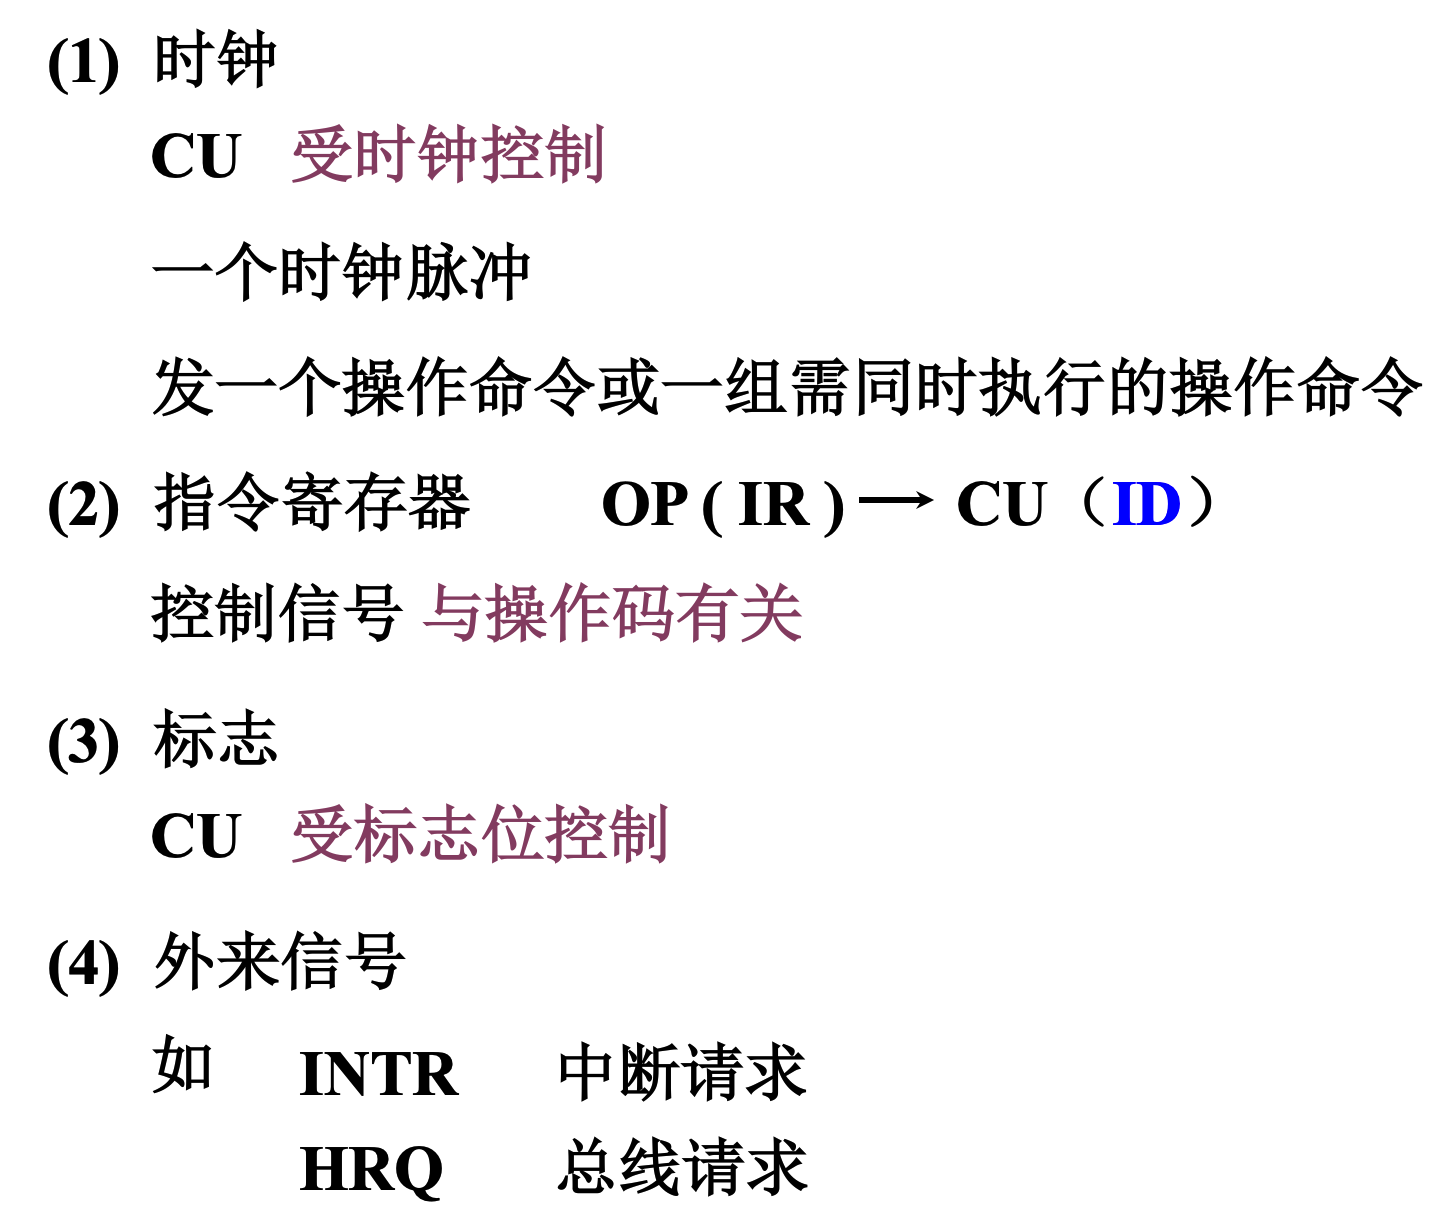 (1) 时钟
CU 受时钟控制
一个时钟脉冲
发一个操作命令或一组需同时执行的操作命令
(2) 指令寄存器 OP ( IR ) → CU（ID）
控制信号 与操作码有关
(3) 标志
CU 受标志位控制
(4) 外来信号
如 INTR 中断请求
HRQ 总线请求